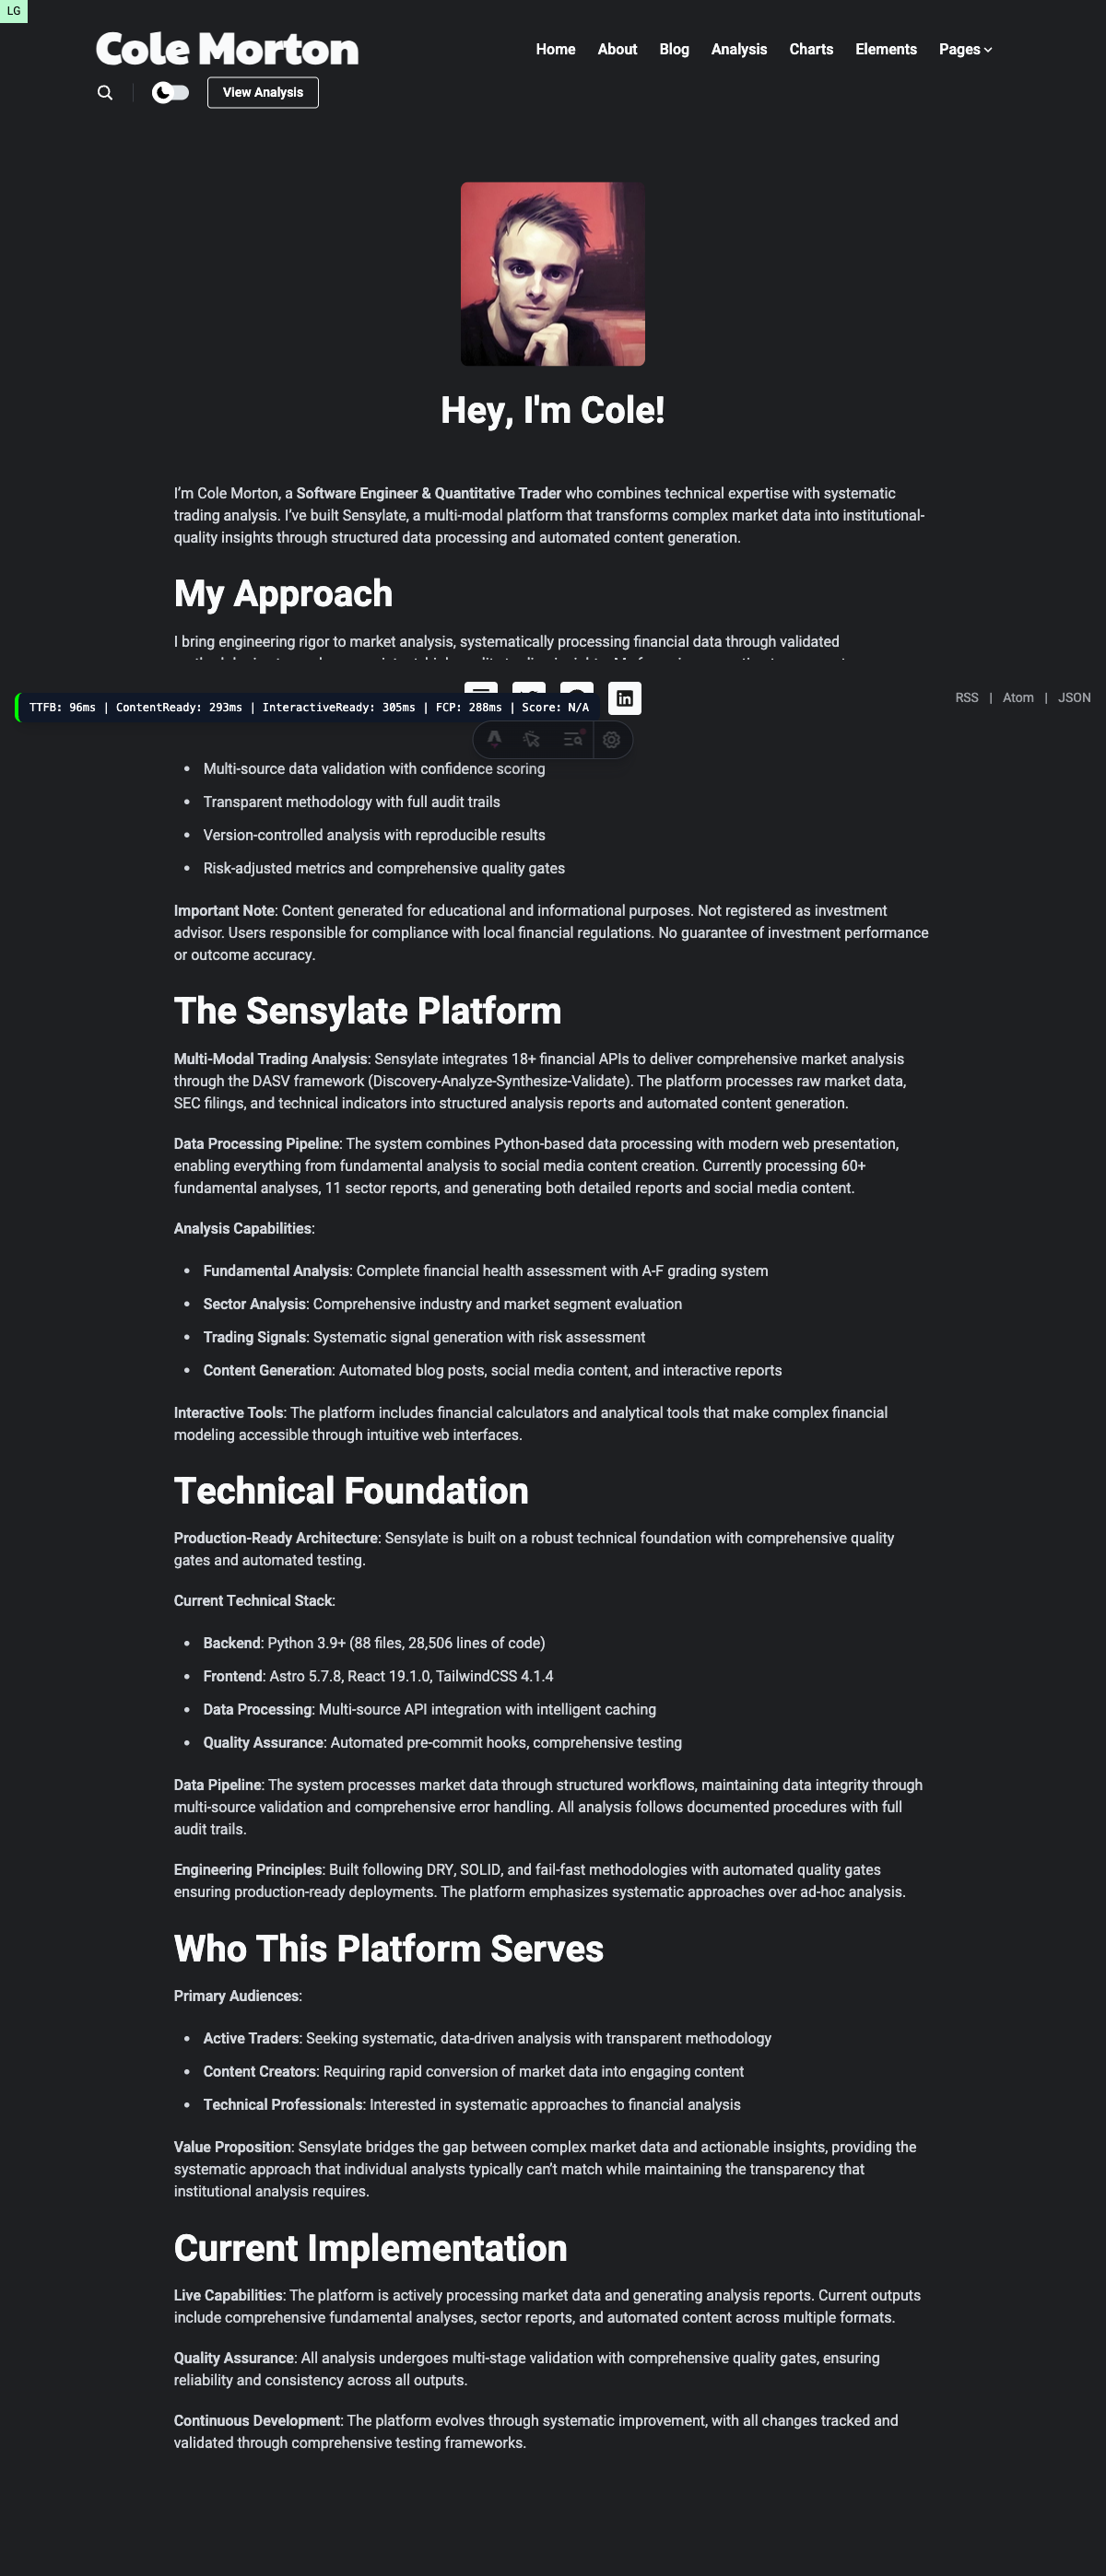 LG
Cole Morton
Home About Blog Analysis Charts Elements Pages
View Analysis
Hey, I'm Cole!
I’m Cole Morton, a Software Engineer & Quantitative Trader who combines technical expertise with systematic
trading analysis. I’ve built Sensylate, a multi-modal platform that transforms complex market data into institutional-
quality insights through structured data processing and automated content generation.
My Approach
I bring engineering rigor to market analysis, systematically processing financial data through validated
RSS | Atom | JSON
TTFB: 96ms | ContentReady: 293ms | InteractiveReady: 305ms | FCP: 288ms | Score: N/A
• Multi-source data validation with confidence scoring
• Transparent methodology with full audit trails
• Version-controlled analysis with reproducible results
• Risk-adjusted metrics and comprehensive quality gates
Important Note: Content generated for educational and informational purposes. Not registered as investment
advisor. Users responsible for compliance with local financial regulations. No guarantee of investment performance
or outcome accuracy.
The Sensylate Platform
Multi-Modal Trading Analysis: Sensylate integrates 18+ financial APIs to deliver comprehensive market analysis
through the DASV framework (Discovery-Analyze-Synthesize-Validate). The platform processes raw market data,
SEC filings, and technical indicators into structured analysis reports and automated content generation.
Data Processing Pipeline: The system combines Python-based data processing with modern web presentation,
enabling everything from fundamental analysis to social media content creation. Currently processing 60+
fundamental analyses, 11 sector reports, and generating both detailed reports and social media content.
Analysis Capabilities:
• Fundamental Analysis: Complete financial health assessment with A-F grading system
• Sector Analysis: Comprehensive industry and market segment evaluation
• Trading Signals: Systematic signal generation with risk assessment
• Content Generation: Automated blog posts, social media content, and interactive reports
Interactive Tools: The platform includes financial calculators and analytical tools that make complex financial
modeling accessible through intuitive web interfaces.
Technical Foundation
Production-Ready Architecture: Sensylate is built on a robust technical foundation with comprehensive quality
gates and automated testing.
Current Technical Stack:
• Backend: Python 3.9+ (88 files, 28,506 lines of code)
• Frontend: Astro 5.7.8, React 19.1.0, TailwindCSS 4.1.4
• Data Processing: Multi-source API integration with intelligent caching
• Quality Assurance: Automated pre-commit hooks, comprehensive testing
Data Pipeline: The system processes market data through structured workflows, maintaining data integrity through
multi-source validation and comprehensive error handling. All analysis follows documented procedures with full
audit trails.
Engineering Principles: Built following DRY, SOLID, and fail-fast methodologies with automated quality gates
ensuring production-ready deployments. The platform emphasizes systematic approaches over ad-hoc analysis.
Who This Platform Serves
Primary Audiences:
• Active Traders: Seeking systematic, data-driven analysis with transparent methodology
• Content Creators: Requiring rapid conversion of market data into engaging content
• Technical Professionals: Interested in systematic approaches to financial analysis
Value Proposition: Sensylate bridges the gap between complex market data and actionable insights, providing the
systematic approach that individual analysts typically can’t match while maintaining the transparency that
institutional analysis requires.
Current Implementation
Live Capabilities: The platform is actively processing market data and generating analysis reports. Current outputs
include comprehensive fundamental analyses, sector reports, and automated content across multiple formats.
Quality Assurance: All analysis undergoes multi-stage validation with comprehensive quality gates, ensuring
reliability and consistency across all outputs.
Continuous Development: The platform evolves through systematic improvement, with all changes tracked and
validated through comprehensive testing frameworks.